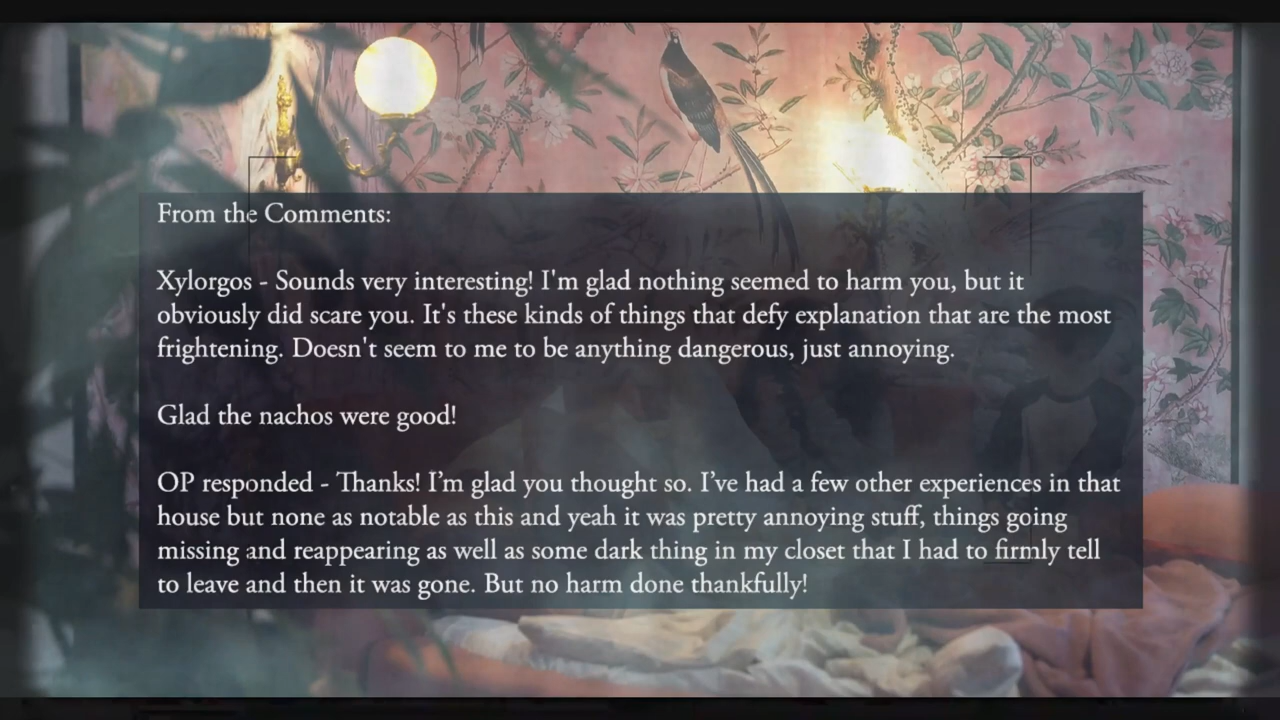 From the Comments:
Xylorgos - Sounds very interesting! I'm glad nothing seemed to harm you, but it
obviously did scare you. It's these kinds of things that defy explanation that are the most
frightening. Doesn't seem to me to be anything dangerous, just annoying.
Glad the nachos were good!
OP responded - Thanks! I’m glad you thought so. I’ve had a few other experiences in that
house but none as notable as this and yeah it was pretty annoying stuff, things going
missing and reappearing as well as some dark thing in my closet that I had to firmly tell
to leave and then it was gone. But no harm done thankfully!